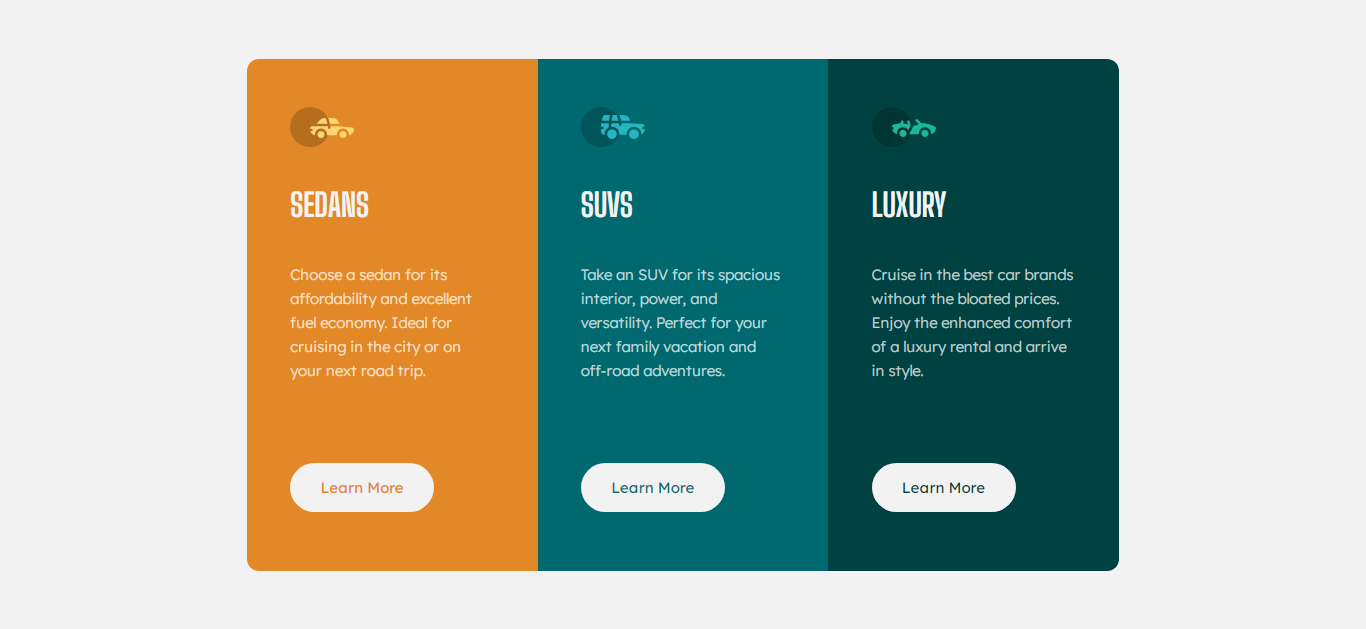 SEDANS
Choose a sedan for its
affordability and excellent
fuel economy. Ideal for
cruising in the city or on
your next road trip.
Learn More
SUVS
Take an SUV for its spacious
interior, power, and
versatility. Perfect for your
next family vacation and
off-road adventures.
Learn More
LUXURY
Cruise in the best car brands
without the bloated prices.
Enjoy the enhanced comfort
of a luxury rental and arrive
in style.
Learn More